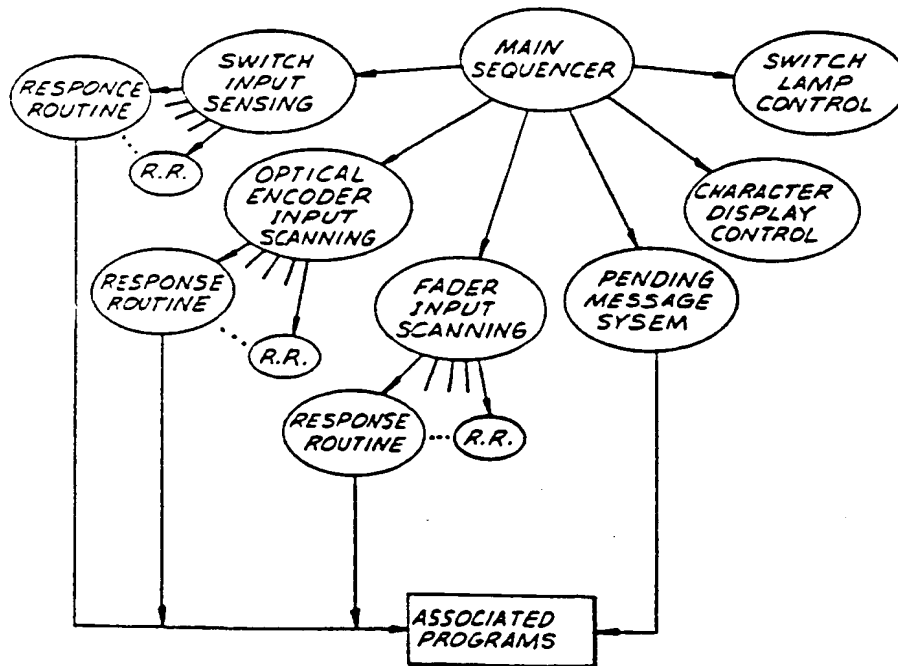 MAIN
SEQUENCER
SWITCH
INPUT
SENSING
SWITCH
LAMP
CONTROL
RESPONCE
ROUTINE
R.R.
OPTICAL
ENCODER
INPUT
SCANNING
CHARACTER
DISPLAY
CONTROL
RESPONSE
ROUTINE
R.R.
FADER
INPUT
SCANNING
PENDING
MESSAGE
SYSEM
RESPONSE
ROUTINE
R.R.
ASSOCIATED
PROGRAMS